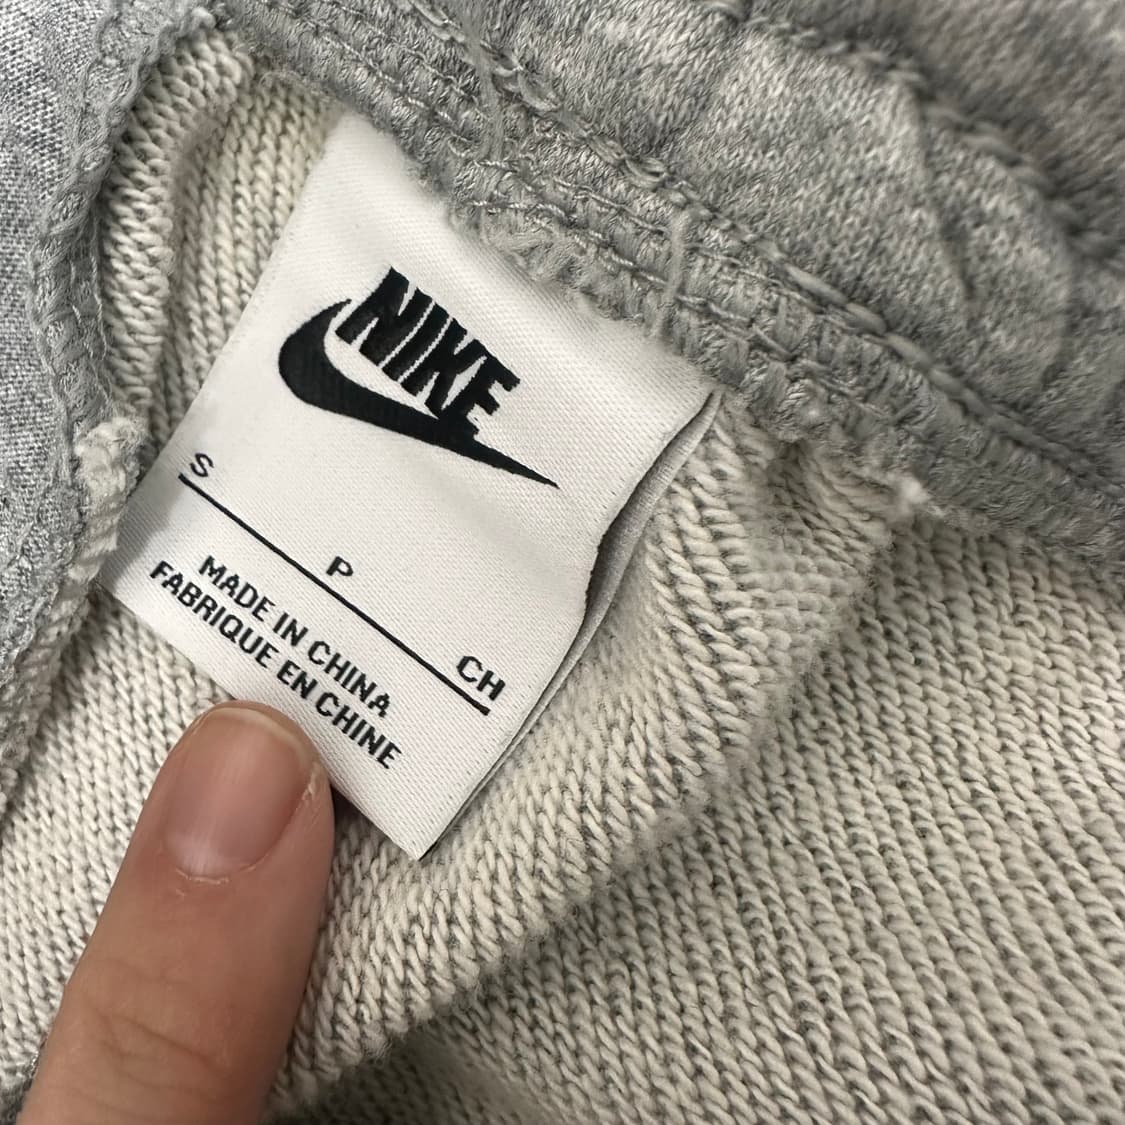 NIKE
S P CH
MADE IN CHINA
FABRIQUE EN CHINE